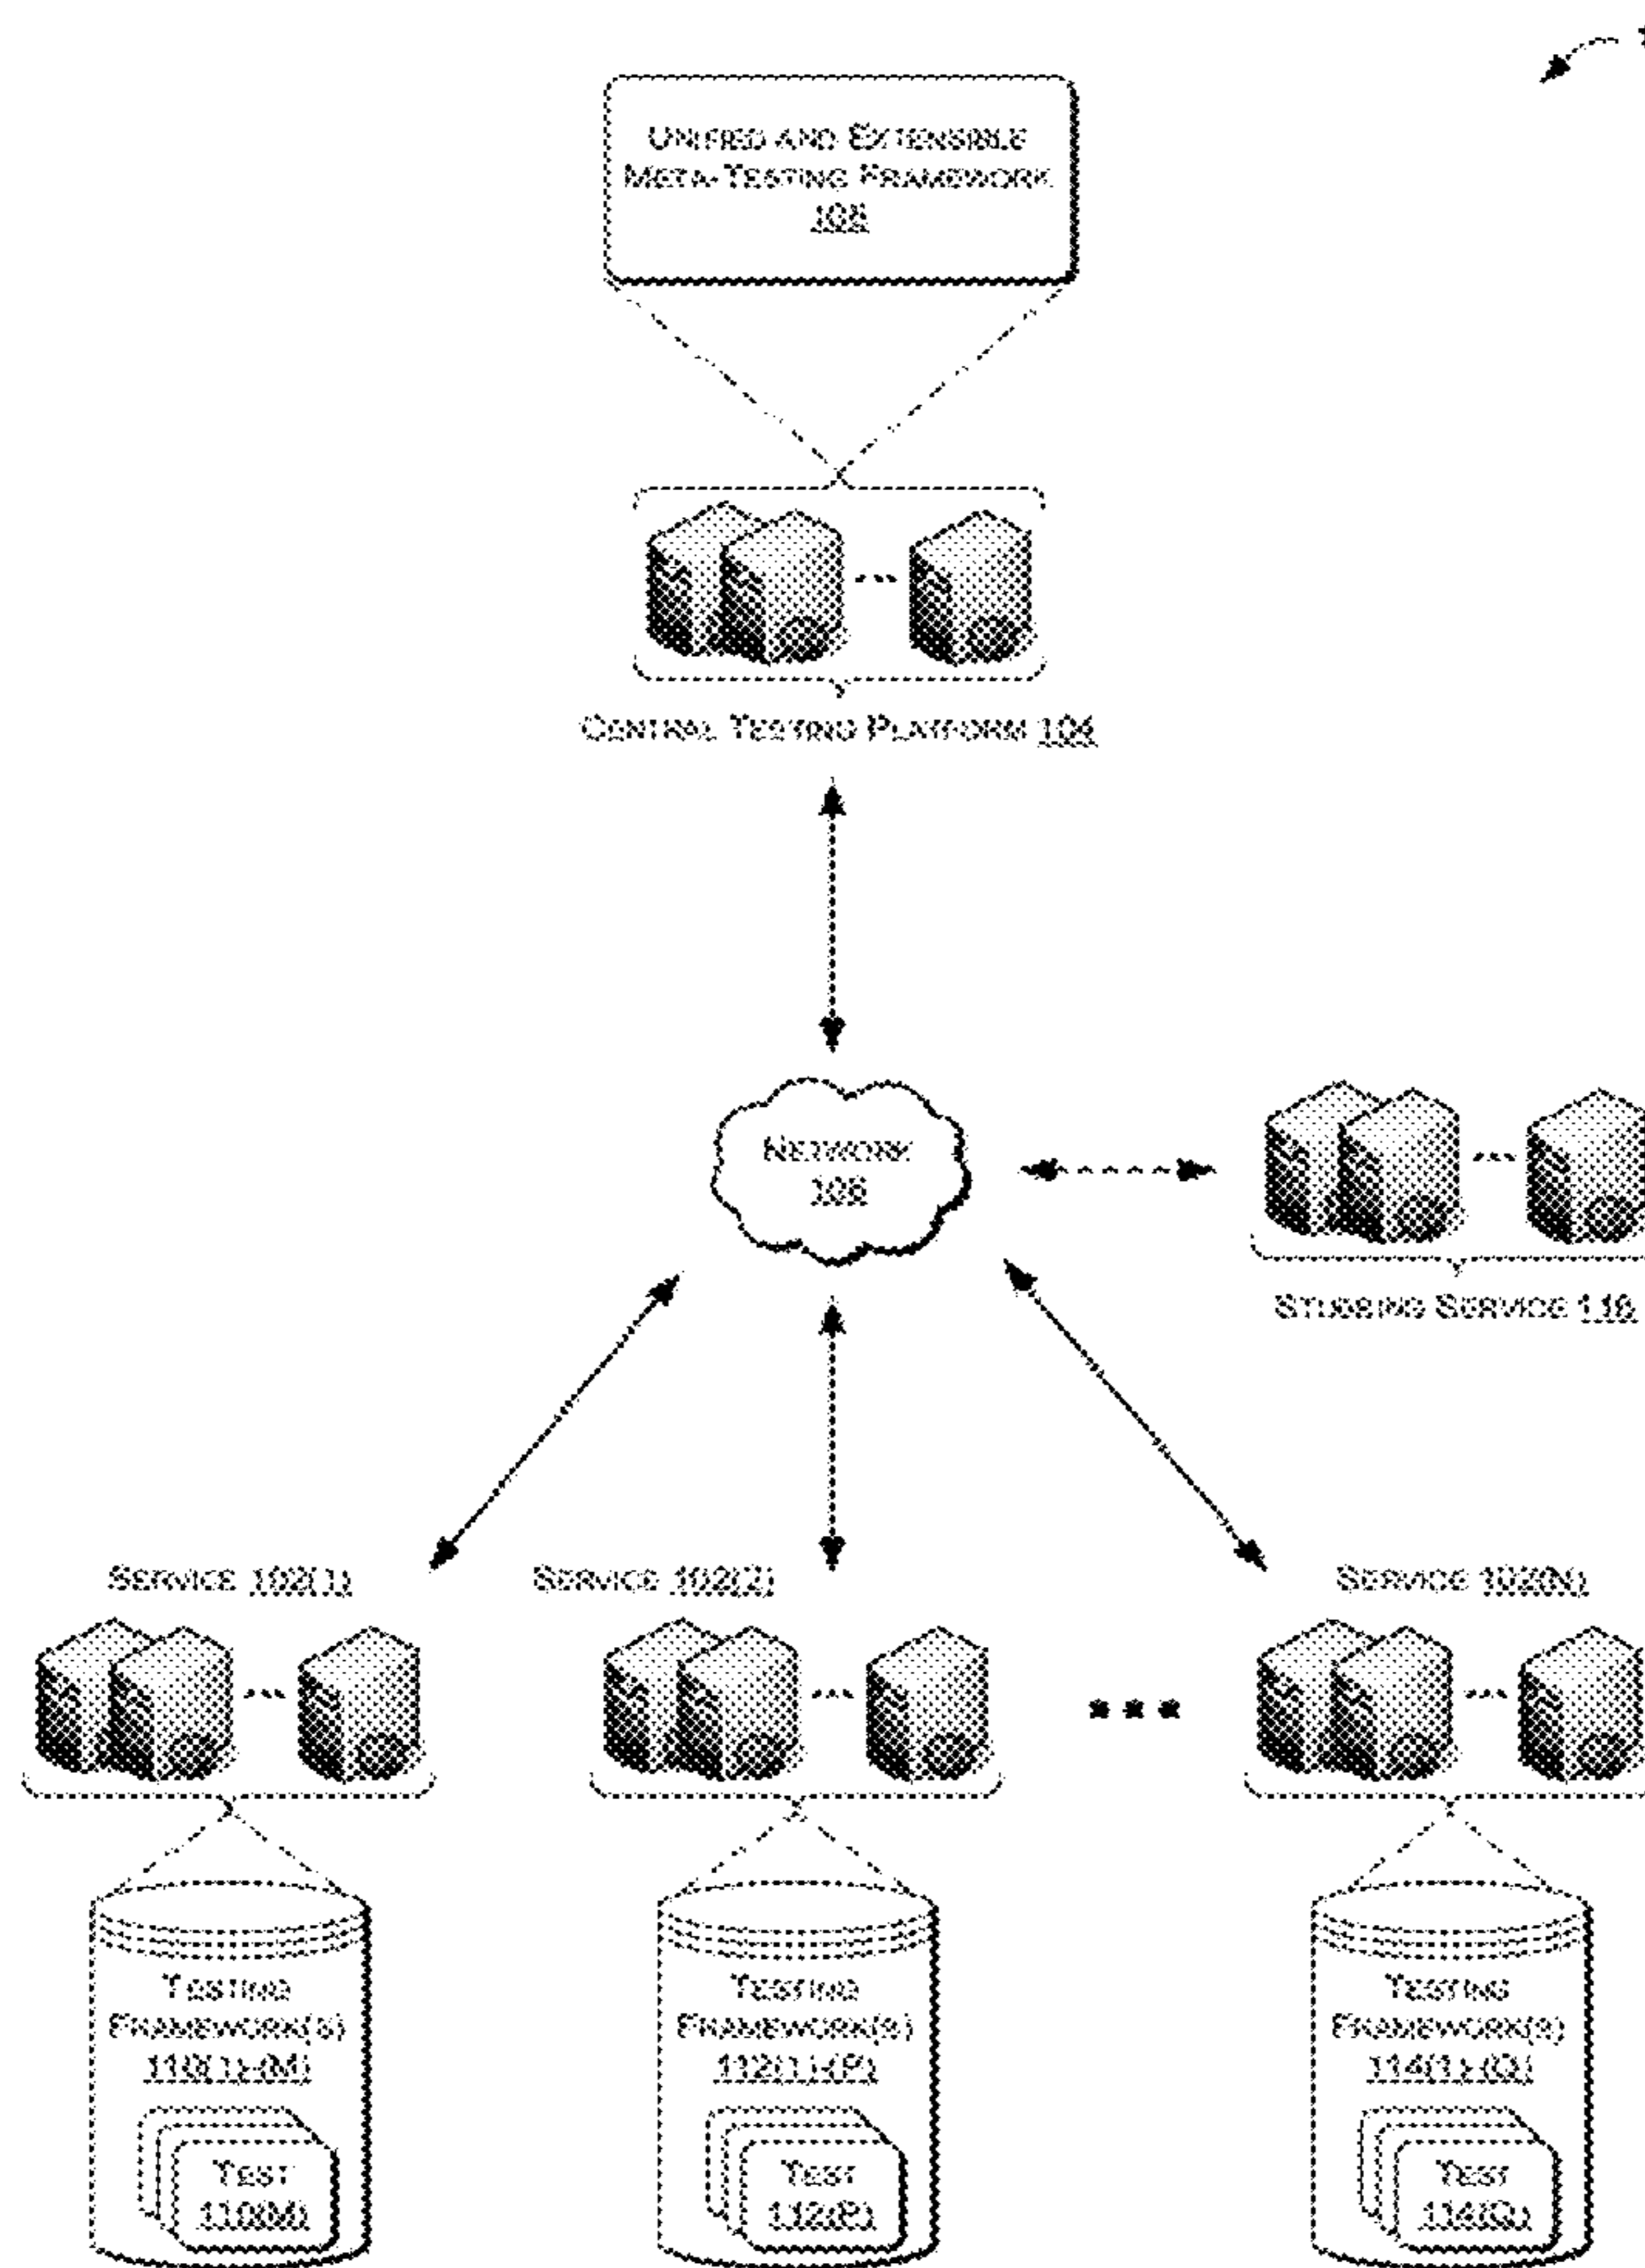 UNIFIED AND EXTENSIBLE
META-TESTING FRAMEWORK
108
CENTRAL TESTING PLATFORM 104
NETWORK
STUBBING SERVICE 116
SERVICE 102(1)
SERVICE 102(2)
SERVICE 102(N)
TESTING
FRAMEWORK(S)
110(1)-(M)
TESTING
FRAMEWORK(S)
112(1)-(P)
TESTING
FRAMEWORK(S)
114(1)-(Q)
TEST
110(M)
TEST
112(P)
TEST
114(Q)